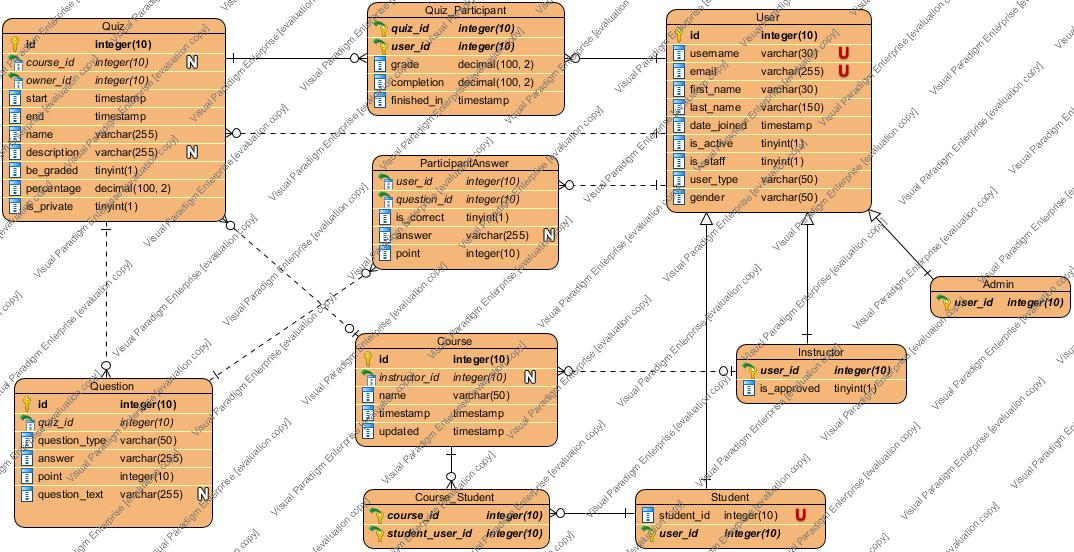 Quiz
id integer(10)
course_id integer(10) N
owner_id integer(10)
start timestamp
end timestamp
name varchar(255)
description varchar(255) N
be_graded tinyint(1)
percentage decimal(100, 2)
is_private tinyint(1)
Quiz_Participant
quiz_id integer(10)
user_id integer(10)
grade decimal(100, 2)
completion decimal(100, 2)
finished_in timestamp
User
id integer(10)
username varchar(30) U
email varchar(255) U
first_name varchar(30)
last_name varchar(150)
date_joined timestamp
is_active tinyint(1)
is_staff tinyint(1)
user_type varchar(50)
gender varchar(50)
ParticipantAnswer
user_id integer(10)
question_id integer(10)
is_correct tinyint(1)
answer varchar(255) N
point integer(10)
Admin
user_id integer(10)
Course
id integer(10)
instructor_id integer(10) N
name varchar(50)
timestamp timestamp
updated timestamp
Instructor
user_id integer(10)
is_approved tinyint(1)
Question
id integer(10)
quiz_id integer(10)
question_type varchar(50)
answer varchar(255)
point integer(10)
question_text varchar(255) N
Course_Student
course_id integer(10)
student_user_id integer(10)
Student
student_id integer(10) U
user_id integer(10)
Visual Paradigm Enterprise [evaluation copy]